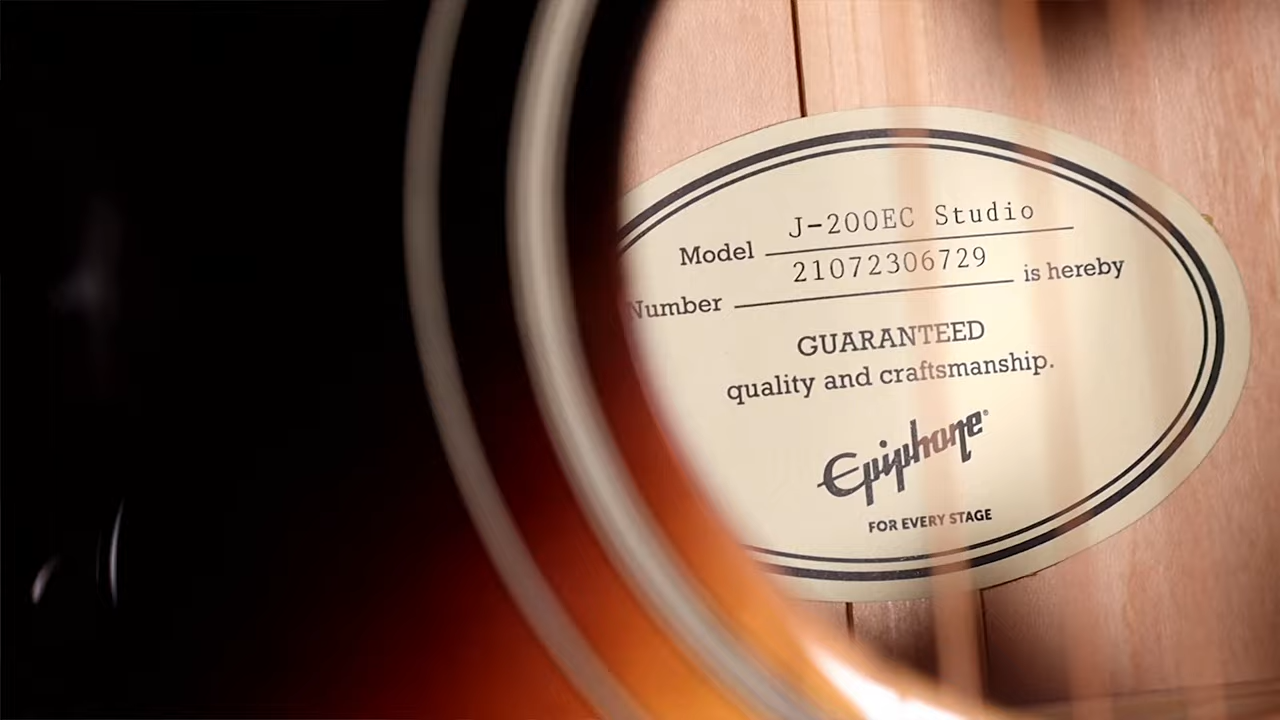 Model J-200EC Studio
Number 21072306729 is hereby
GUARANTEED
quality and craftsmanship.
Epiphone®
FOR EVERY STAGE